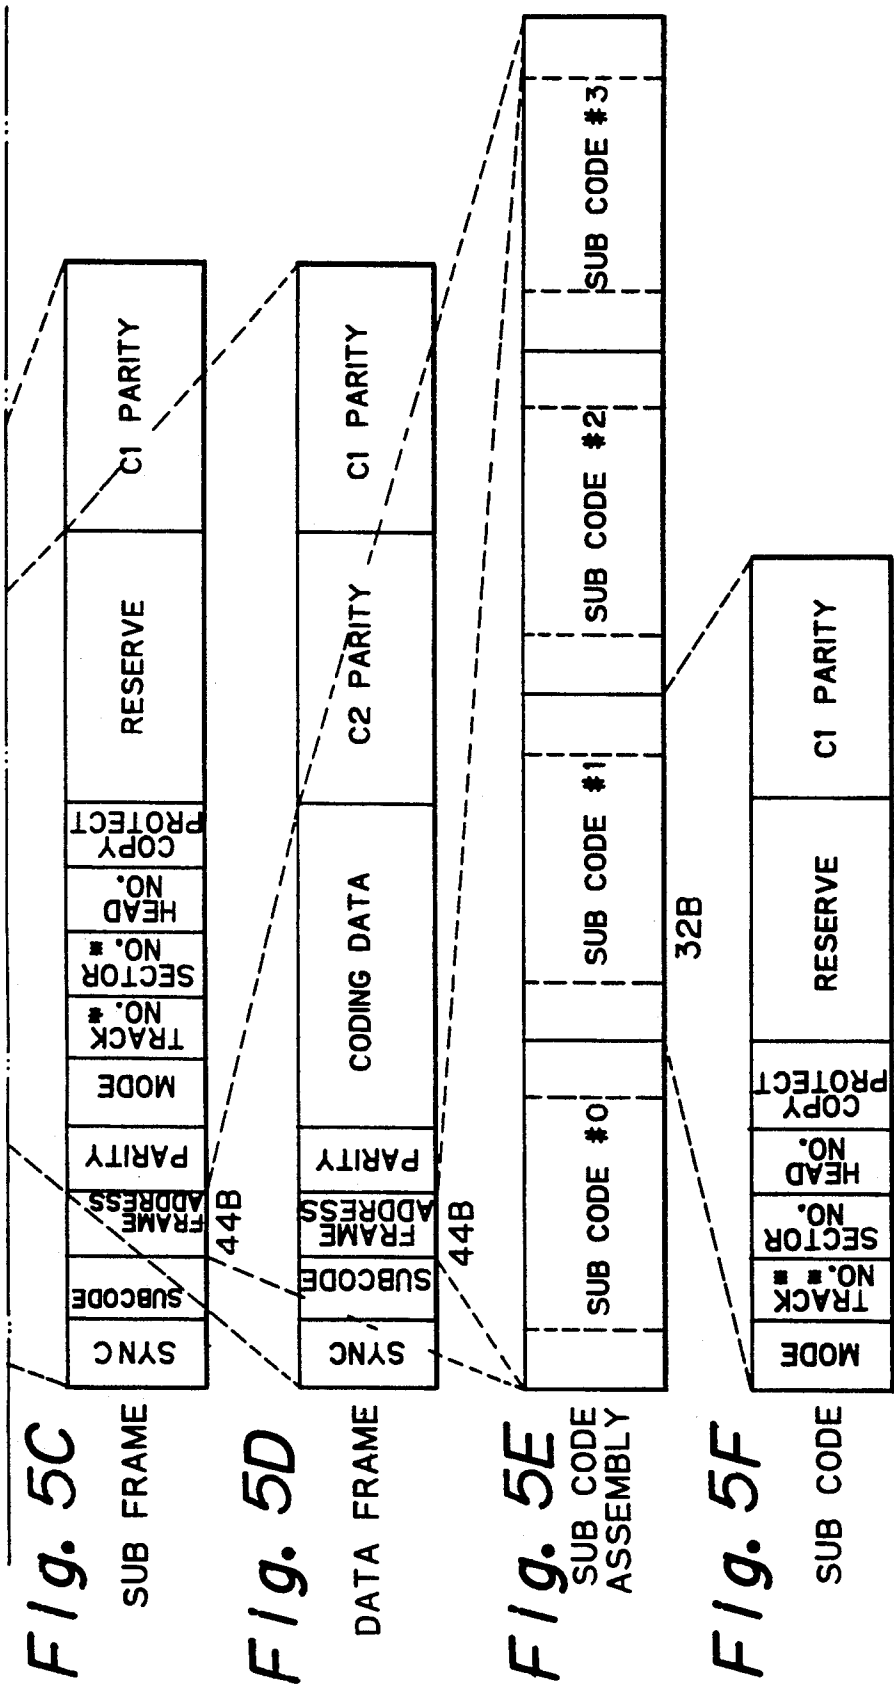 Fig. 5C
SUB FRAME
SYNC
SUBCODE
FRAME
ADDRESS
PARITY
MODE
TRACK
NO. *
SECTOR
NO. *
HEAD
NO.
COPY
PROTECT
RESERVE
C1 PARITY
44B
Fig. 5D
DATA FRAME
SYNC
SUBCODE
FRAME
ADDRESS
PARITY
CODING DATA
C2 PARITY
C1 PARITY
44B
Fig. 5E
SUB CODE
ASSEMBLY
SUB CODE #0
SUB CODE #1
SUB CODE #2
SUB CODE #3
32B
Fig. 5F
SUB CODE
MODE
TRACK
NO. * *
SECTOR
NO.
HEAD
NO.
COPY
PROTECT
RESERVE
C1 PARITY